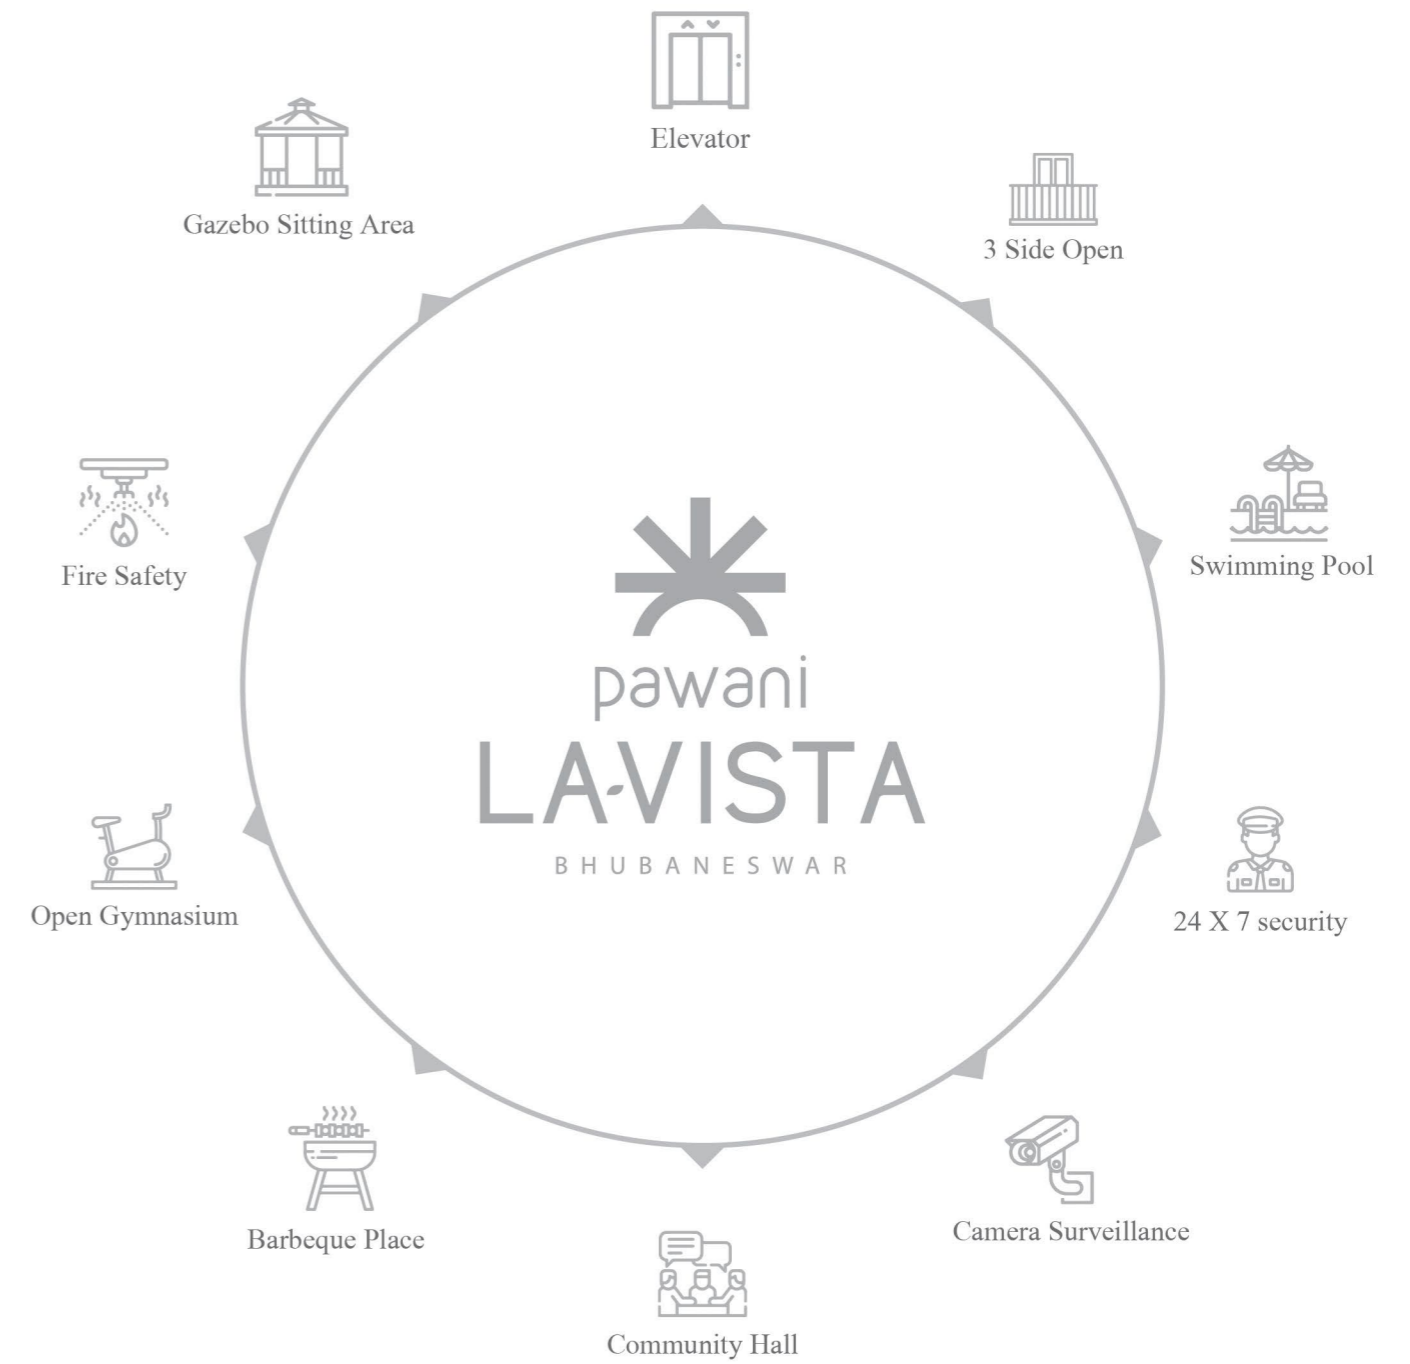 Elevator
Gazebo Sitting Area
3 Side Open
Fire Safety
Swimming Pool
pawani
LA-VISTA
BHUBANESWAR
Open Gymnasium
24 X 7 security
Barbeque Place
Camera Surveillance
Community Hall